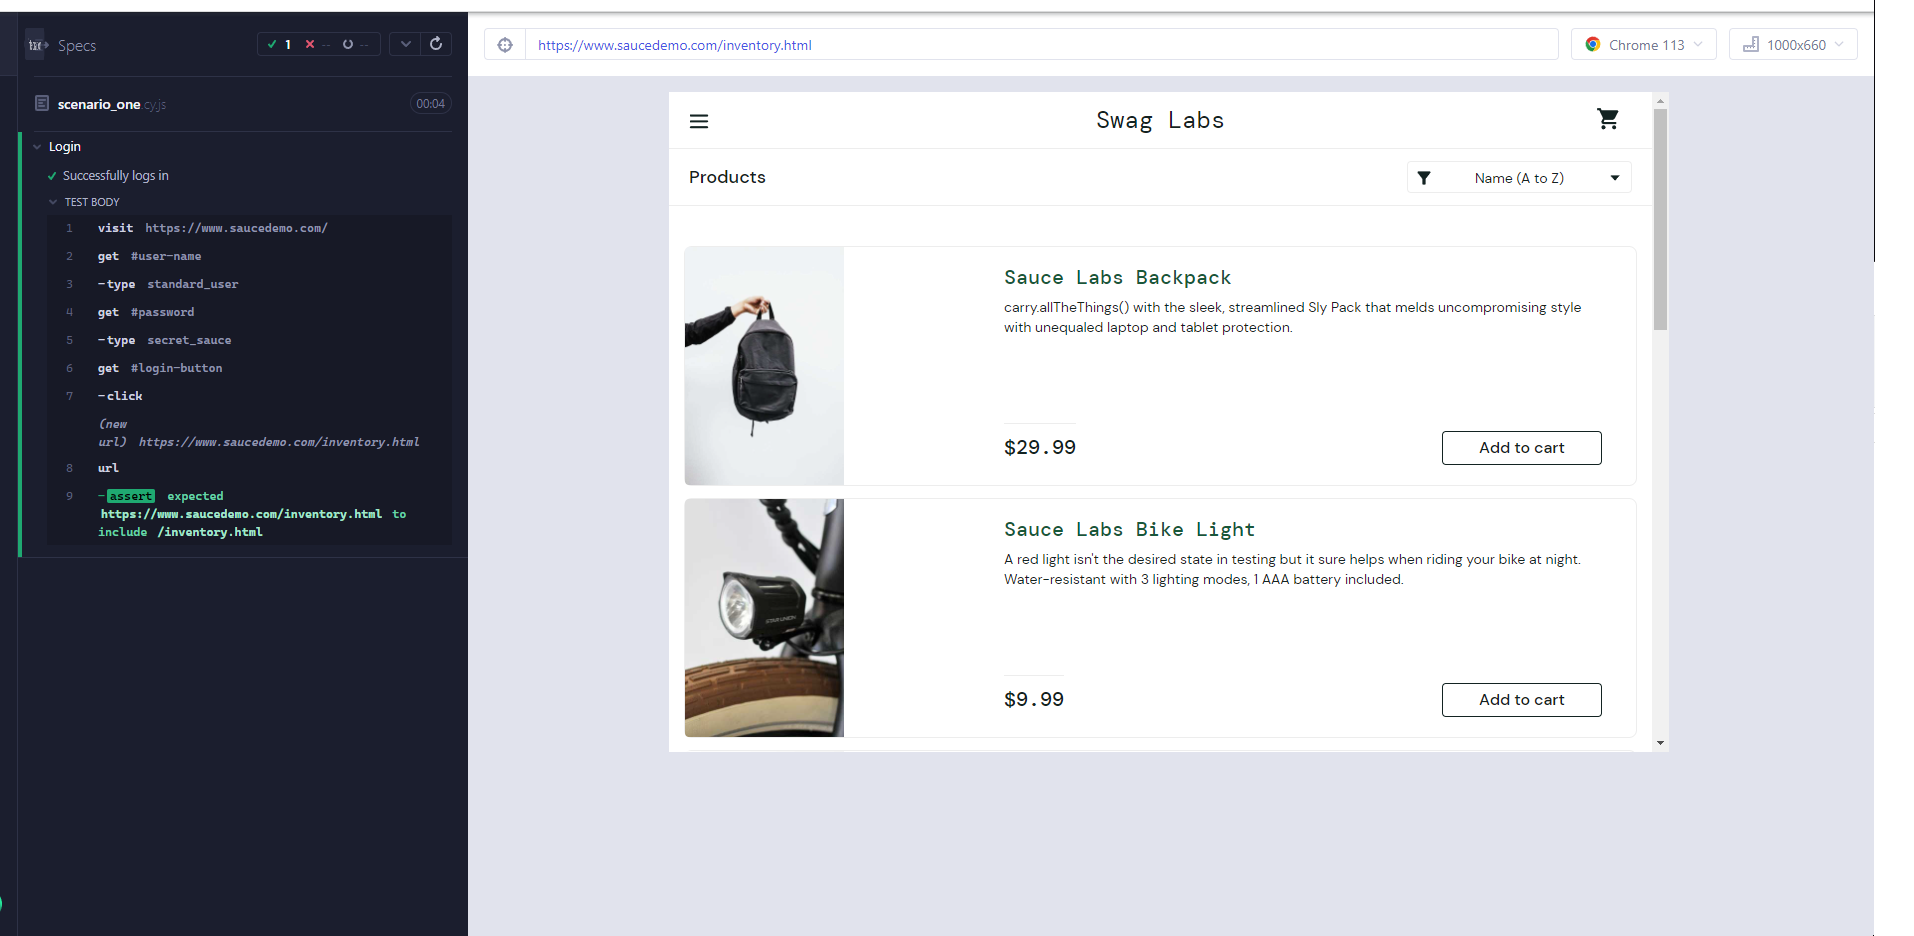 Specs
1 -- --
scenario_one.cy.js 00:04
Login
Successfully logs in
TEST BODY
1 visit https://www.saucedemo.com/
2 get #user-name
3 -type standard_user
4 get #password
5 -type secret_sauce
6 get #login-button
7 -click
(new
url) https://www.saucedemo.com/inventory.html
8 url
9 -assert expected
https://www.saucedemo.com/inventory.html to
include /inventory.html
https://www.saucedemo.com/inventory.html
Chrome 113
1000x660
Swag Labs
Products
Name (A to Z)
Sauce Labs Backpack
carry.allTheThings() with the sleek, streamlined Sly Pack that melds uncompromising style
with unequaled laptop and tablet protection.
$29.99
Add to cart
Sauce Labs Bike Light
A red light isn't the desired state in testing but it sure helps when riding your bike at night.
Water-resistant with 3 lighting modes, 1 AAA battery included.
$9.99
Add to cart